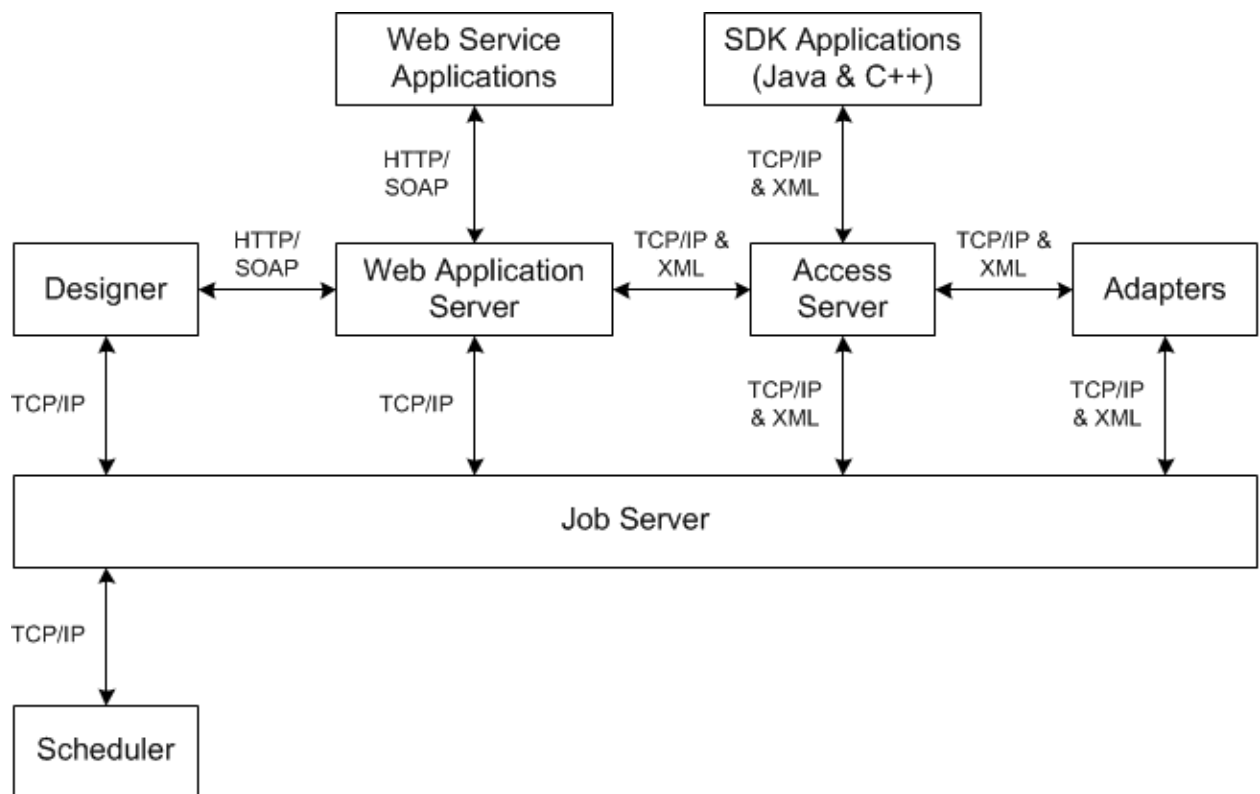 Web Service
Applications
SDK Applications
(Java & C++)
HTTP/
SOAP
TCP/IP
& XML
Designer
HTTP/
SOAP
Web Application
Server
TCP/IP &
XML
Access
Server
TCP/IP &
XML
Adapters
TCP/IP
TCP/IP
TCP/IP
& XML
TCP/IP
& XML
Job Server
TCP/IP
Scheduler